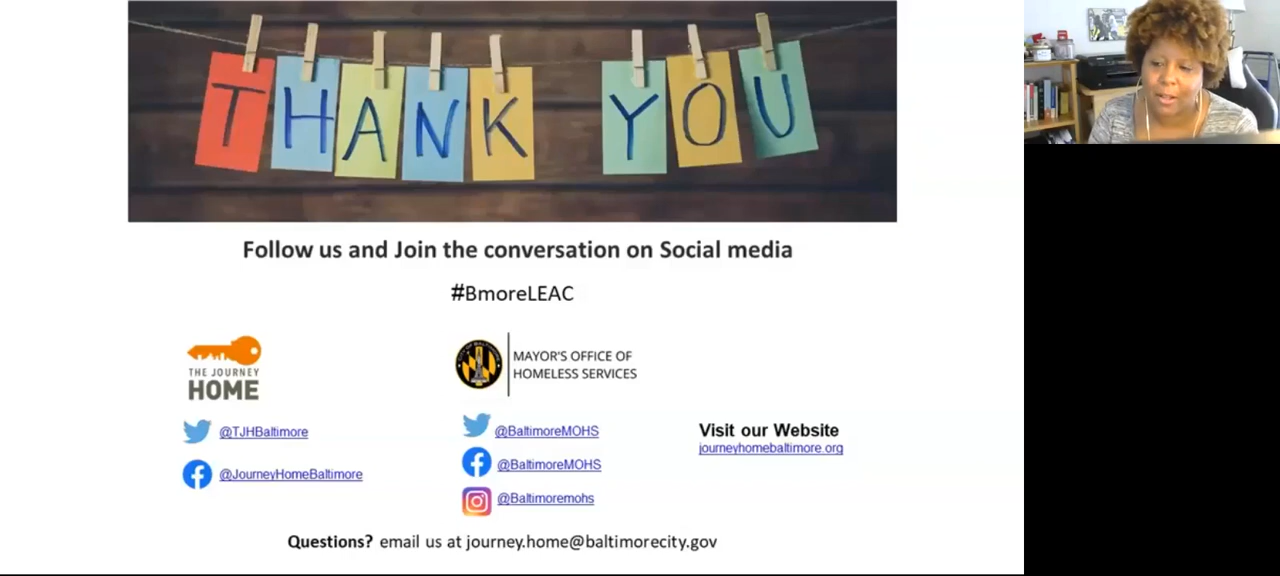 THANK YOU
Follow us and Join the conversation on Social media
#BmoreLEAC
THE JOURNEY
HOME
MAYOR'S OFFICE OF
HOMELESS SERVICES
@TJHBaltimore
@JourneyHomeBaltimore
@BaltimoreMOHS
@BaltimoreMOHS
@Baltimoremohs
Visit our Website
journeyhomebaltimore.org
Questions? email us at journey.home@baltimorecity.gov